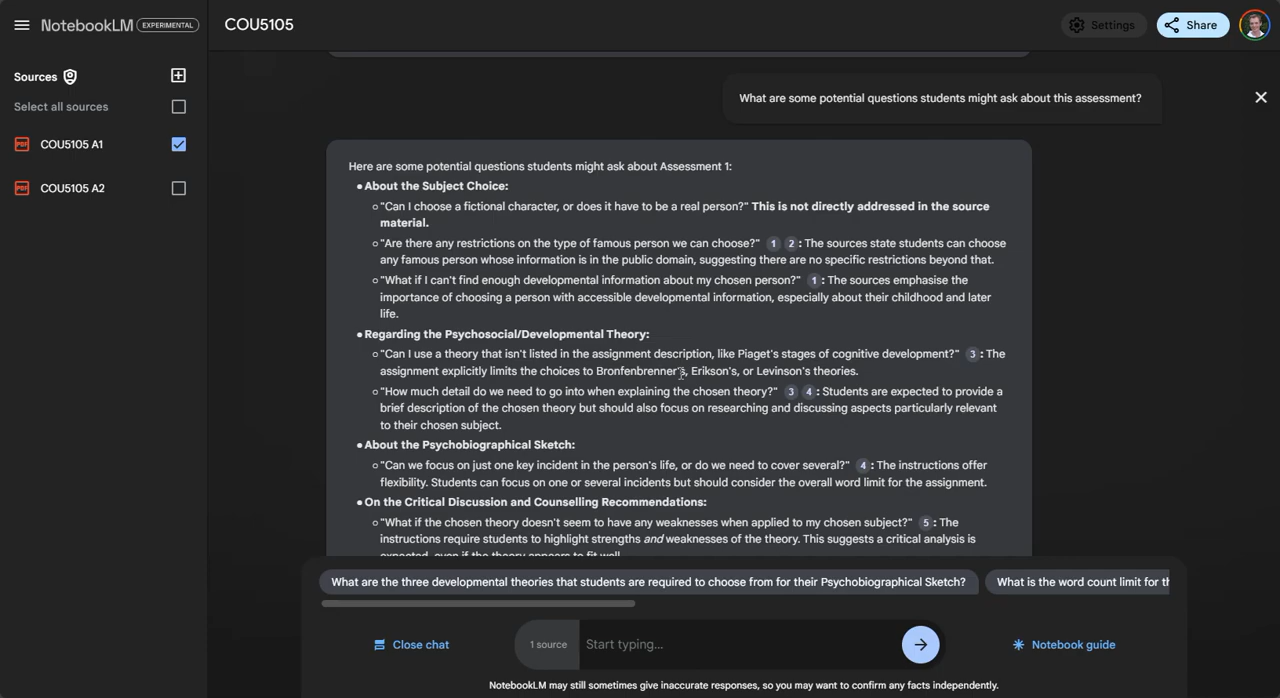 NotebookLM EXPERIMENTAL
COU5105
Settings
Share
Sources
Select all sources
PDF COU5105 A1
PDF COU5105 A2
What are some potential questions students might ask about this assessment?
Here are some potential questions students might ask about Assessment 1:
• About the Subject Choice:
○ "Can I choose a fictional character, or does it have to be a real person?" This is not directly addressed in the source
material.
○ "Are there any restrictions on the type of famous person we can choose?" 1 2 : The sources state students can choose
any famous person whose information is in the public domain, suggesting there are no specific restrictions beyond that.
○ "What if I can't find enough developmental information about my chosen person?" 1 : The sources emphasise the
importance of choosing a person with accessible developmental information, especially about their childhood and later
life.
• Regarding the Psychosocial/Developmental Theory:
○ "Can I use a theory that isn't listed in the assignment description, like Piaget's stages of cognitive development?" 3 : The
assignment explicitly limits the choices to Bronfenbrenner's, Erikson's, or Levinson's theories.
○ "How much detail do we need to go into when explaining the chosen theory?" 3 4 : Students are expected to provide a
brief description of the chosen theory but should also focus on researching and discussing aspects particularly relevant
to their chosen subject.
• About the Psychobiographical Sketch:
○ "Can we focus on just one key incident in the person's life, or do we need to cover several?" 4 : The instructions offer
flexibility. Students can focus on one or several incidents but should consider the overall word limit for the assignment.
• On the Critical Discussion and Counselling Recommendations:
○ "What if the chosen theory doesn't seem to have any weaknesses when applied to my chosen subject?" 5 : The
instructions require students to highlight strengths and weaknesses of the theory. This suggests a critical analysis is
expected, even if the theory appears to fit well.
What are the three developmental theories that students are required to choose from for their Psychobiographical Sketch?
What is the word count limit for th
Close chat
1 source
Start typing...
Notebook guide
NotebookLM may still sometimes give inaccurate responses, so you may want to confirm any facts independently.